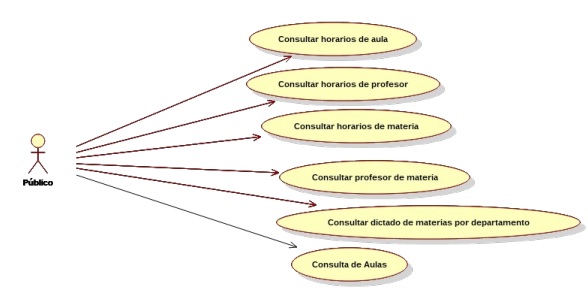 Consultar horarios de aula
Consultar horarios de profesor
Consultar horarios de materia
Público
Consultar profesor de materia
Consultar dictado de materias por departamento
Consulta de Aulas